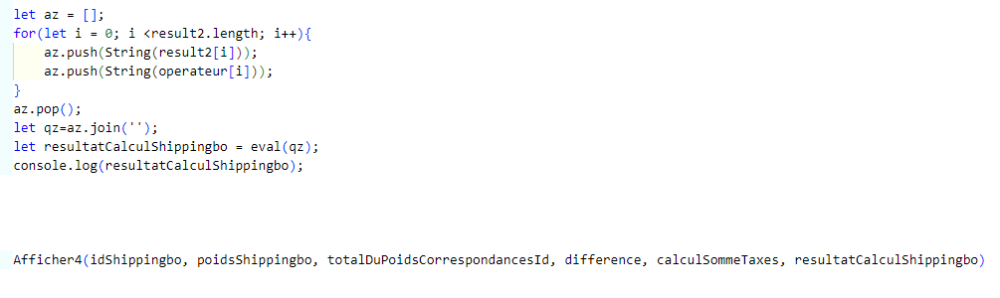 let az = [];
for(let i = 0; i <result2.length; i++){
    az.push(String(result2[i]));
    az.push(String(operateur[i]));
}
az.pop();
let qz=az.join('');
let resultatCalculShippingbo = eval(qz);
console.log(resultatCalculShippingbo);
Afficher4(idShippingbo, poidsShippingbo, totalDuPoidsCorrespondancesId, difference, calculSommeTaxes, resultatCalculShippingbo)